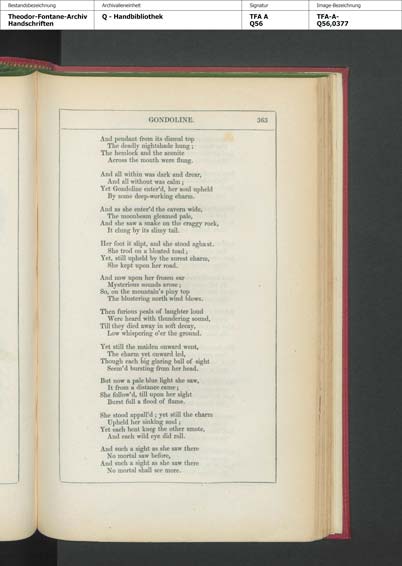 Bestandsbezeichnung Archivalieneinheit Signatur Image-Bezeichnung
Theodor-Fontane-Archiv Q - Handbibliothek TFA A TFA-A-
Handschriften Q56 Q56,0377
GONDOLINE. 363
And pendant from its dismal top
The deadly nightshade hung;
The hemlock and the aconite
Across the mouth were flung.
And all within was dark and drear,
And all without was calm;
Yet Gondoline enter'd, her soul upheld
By some deep-working charm.
And as she enter'd the cavern wide,
The moonbeam gleamed pale,
And she saw a snake on the craggy rock,
It clung by its slimy tail.
Her foot it slipt, and she stood aghast.
She trod on a bloated toad;
Yet, still upheld by the secret charm,
She kept upon her road.
And now upon her frozen ear
Mysterious sounds arose;
So, on the mountain's piny top
The blustering north wind blows.
Then furious peals of laughter loud
Were heard with thundering sound,
Till they died away in soft decay,
Low whispering o'er the ground.
Yet still the maiden onward went,
The charm yet onward led,
Though each big glaring ball of sight
Seem'd bursting from her head.
But now a pale blue light she saw,
It from a distance came;
She follow'd, till upon her sight
Burst full a flood of flame.
She stood appall'd; yet still the charm
Upheld her sinking soul;
Yet each bent knee the other smote,
And each wild eye did roll.
And such a sight as she saw there
No mortal saw before,
And such a sight as she saw there
No mortal shall see more.